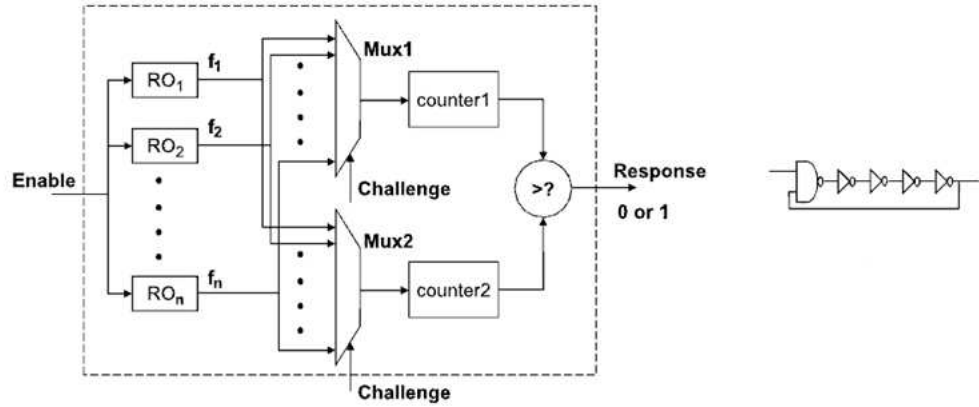 f₁
Mux1
RO₁
counter1
f₂
RO₂
Enable
Challenge
Response
>?
0 or 1
Mux2
fₙ
ROₙ
counter2
Challenge